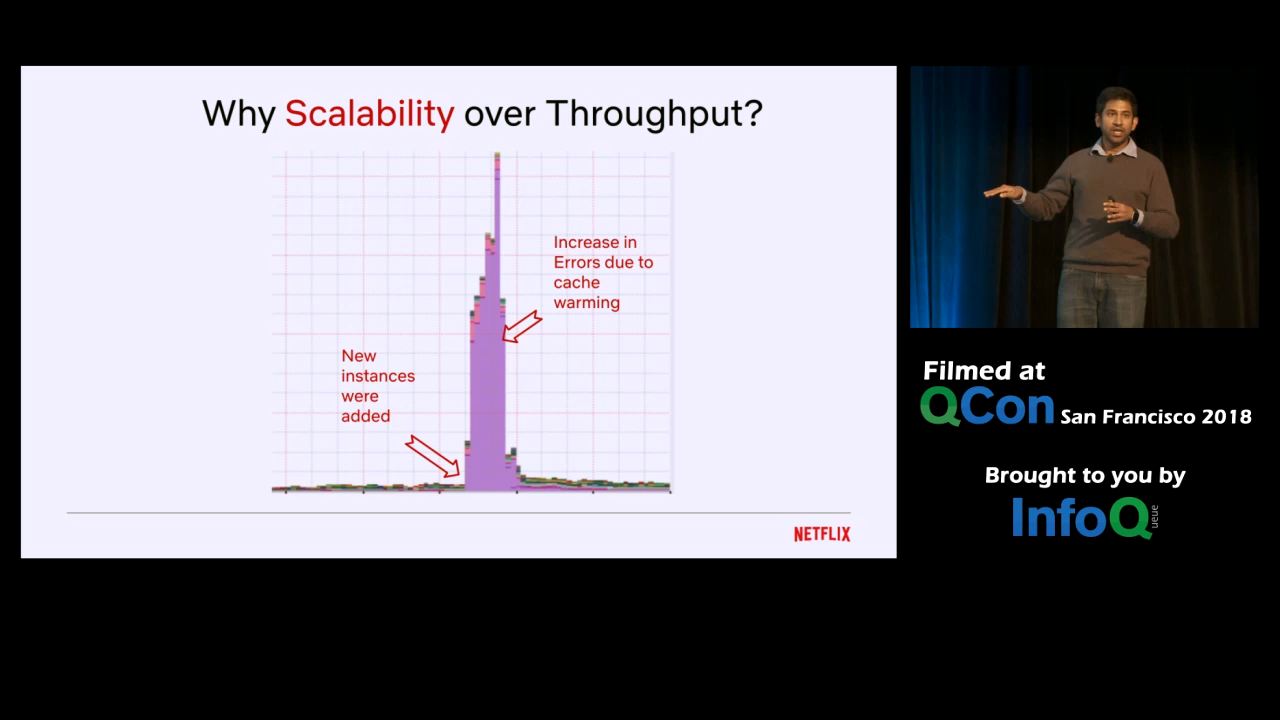 Why Scalability over Throughput?
Increase in
Errors due to
cache
warming
New
instances
were
added
NETFLIX
Filmed at
QCon San Francisco 2018
Brought to you by
InfoQ
ueue